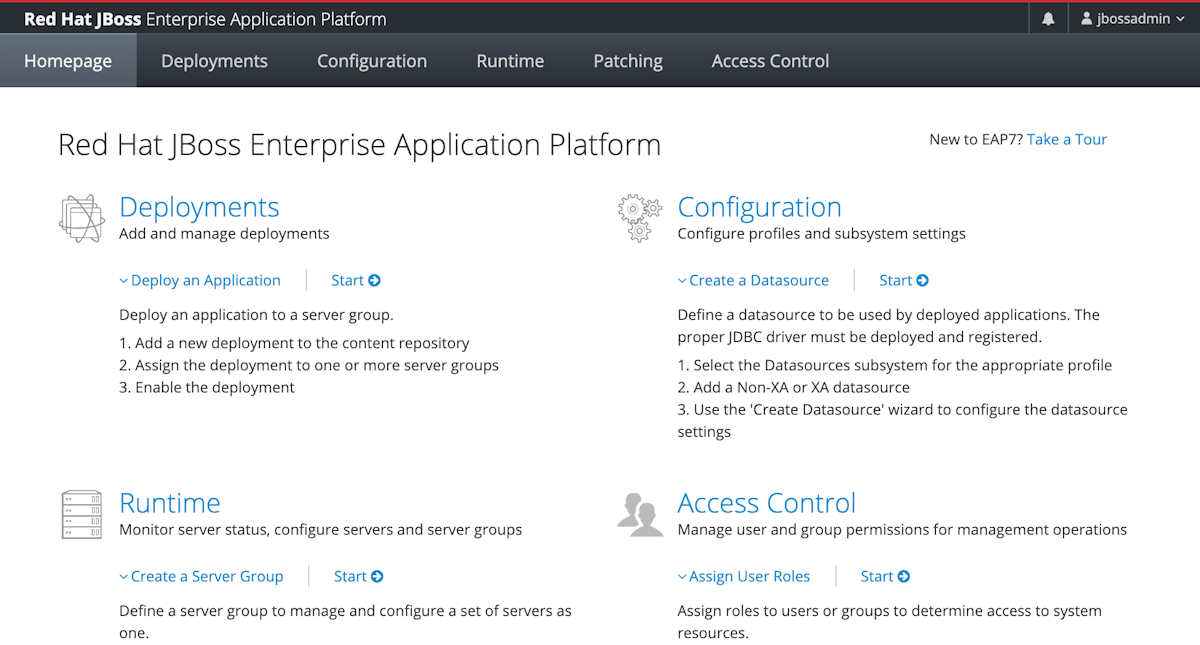 Red Hat JBoss Enterprise Application Platform
jbossadmin
Homepage
Deployments
Configuration
Runtime
Patching
Access Control
Red Hat JBoss Enterprise Application Platform
New to EAP7? Take a Tour
Deployments
Add and manage deployments
Deploy an Application
Start
Deploy an application to a server group.
1. Add a new deployment to the content repository
2. Assign the deployment to one or more server groups
3. Enable the deployment
Configuration
Configure profiles and subsystem settings
Create a Datasource
Start
Define a datasource to be used by deployed applications. The
proper JDBC driver must be deployed and registered.
1. Select the Datasources subsystem for the appropriate profile
2. Add a Non-XA or XA datasource
3. Use the 'Create Datasource' wizard to configure the datasource
settings
Runtime
Monitor server status, configure servers and server groups
Create a Server Group
Start
Define a server group to manage and configure a set of servers as
one.
Access Control
Manage user and group permissions for management operations
Assign User Roles
Start
Assign roles to users or groups to determine access to system
resources.